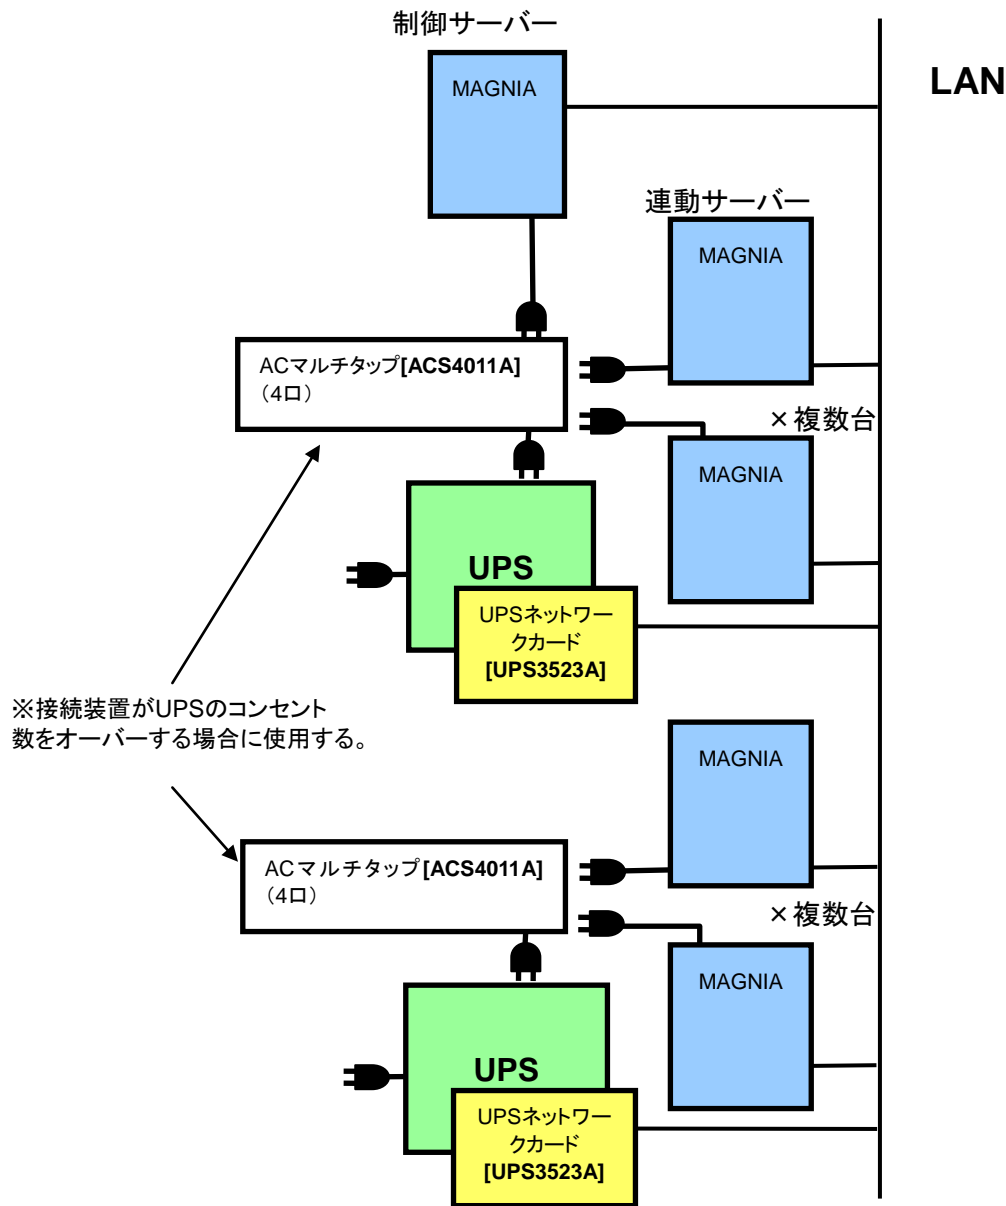 制御サーバー
MAGNIA
LAN
連動サーバー
MAGNIA
ACマルチタップ[ACS4011A]
（4口）
×複数台
MAGNIA
UPS
UPSネットワー
クカード
[UPS3523A]
※接続装置がUPSのコンセント
数をオーバーする場合に使用する。
MAGNIA
ACマルチタップ[ACS4011A]
（4口）
×複数台
MAGNIA
UPS
UPSネットワー
クカード
[UPS3523A]